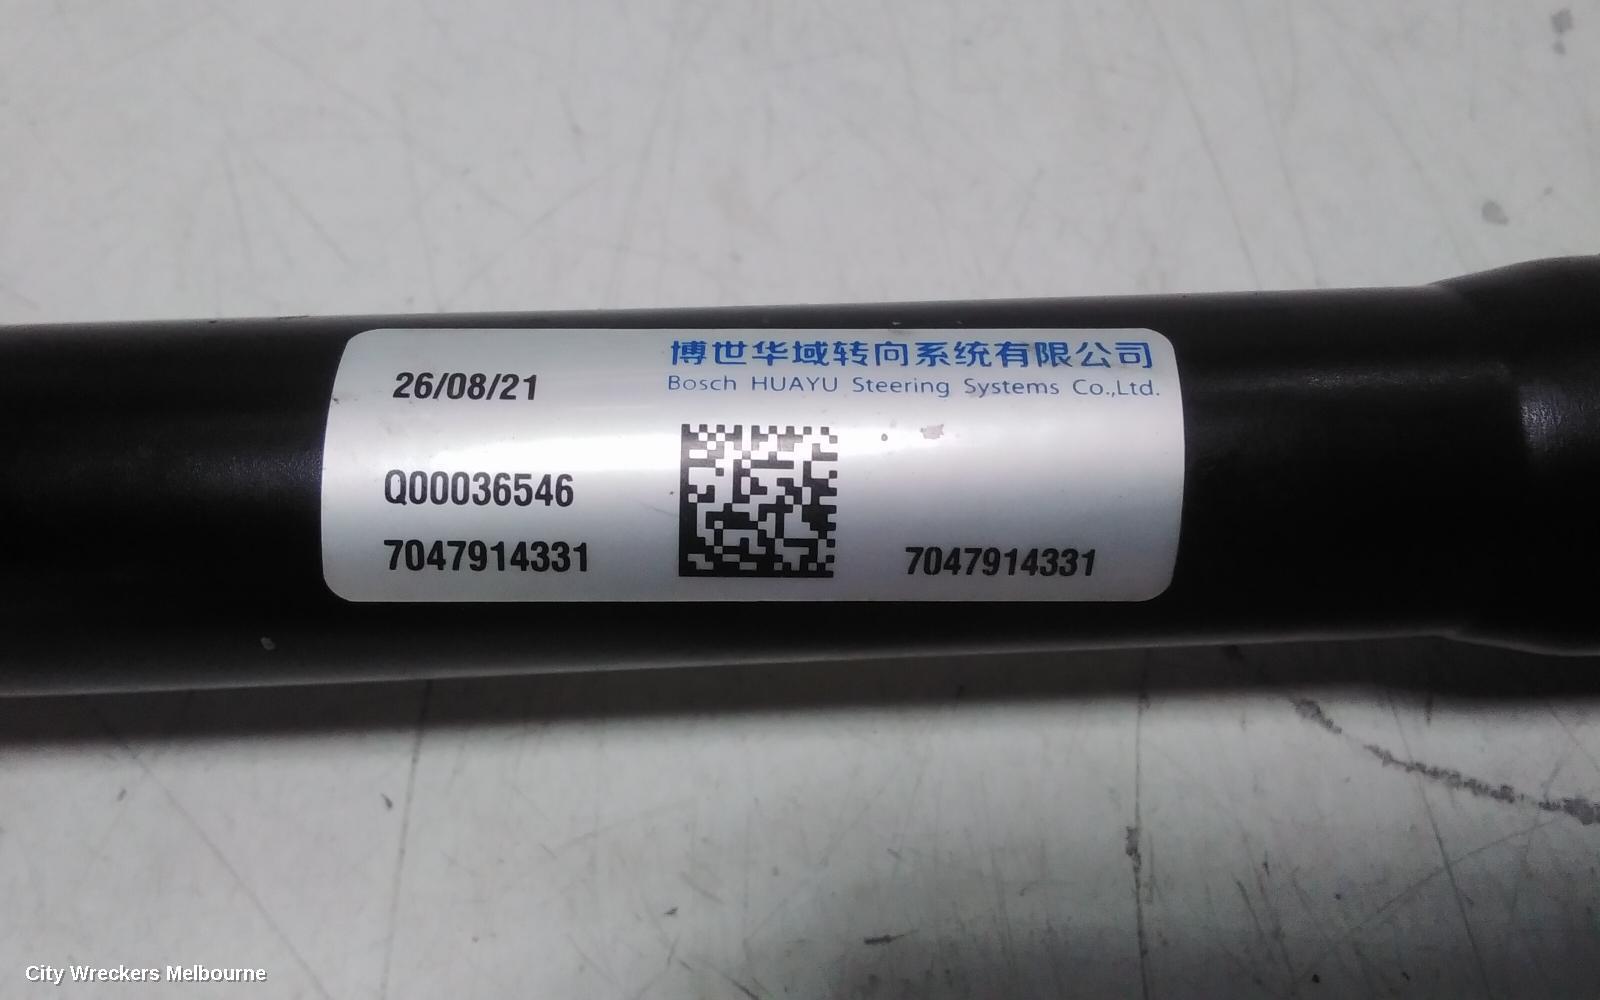 博世华域转向系统有限公司
Bosch HUAYU Steering Systems Co.,Ltd.
26/08/21
Q00036546
7047914331
7047914331
City Wreckers Melbourne